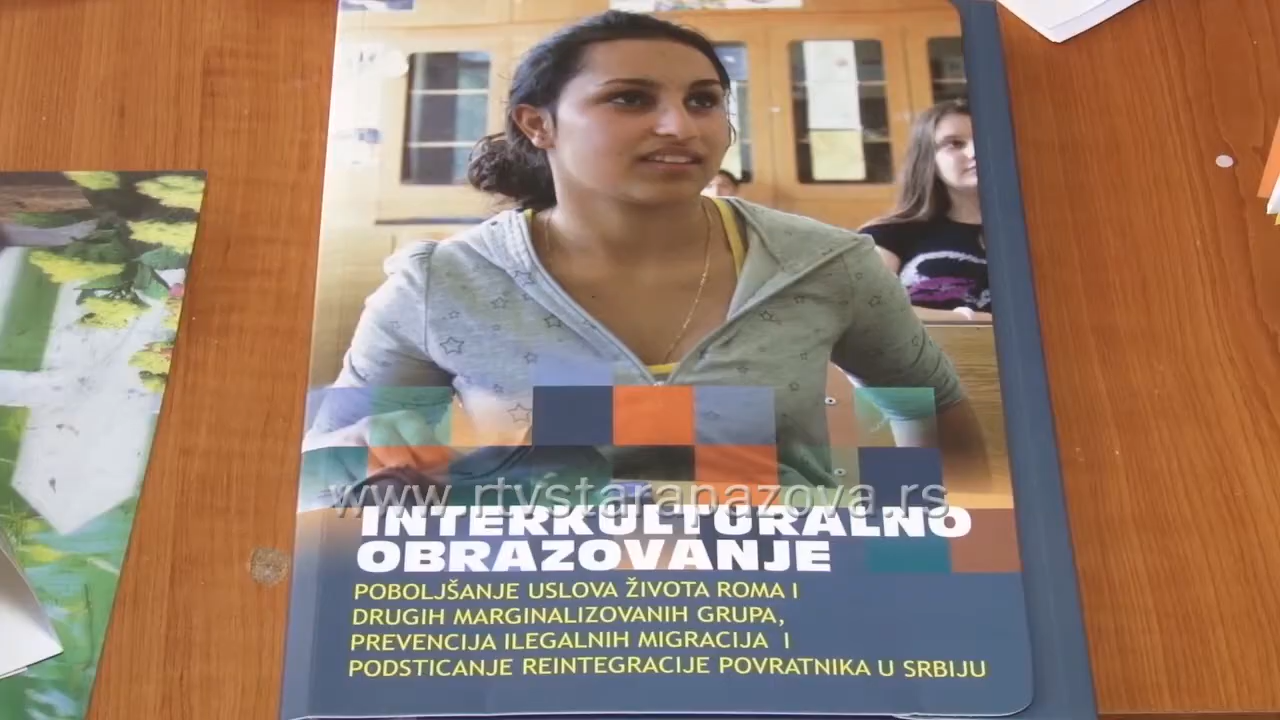 www.rtvstarapazova.rs
INTERKULTURALNO
OBRAZOVANJE
POBOLJŠANJE USLOVA ŽIVOTA ROMA I
DRUGIH MARGINALIZOVANIH GRUPA,
PREVENCIJA ILEGALNIH MIGRACIJA I
PODSTICANJE REINTEGRACIJE POVRATNIKA U SRBIJU